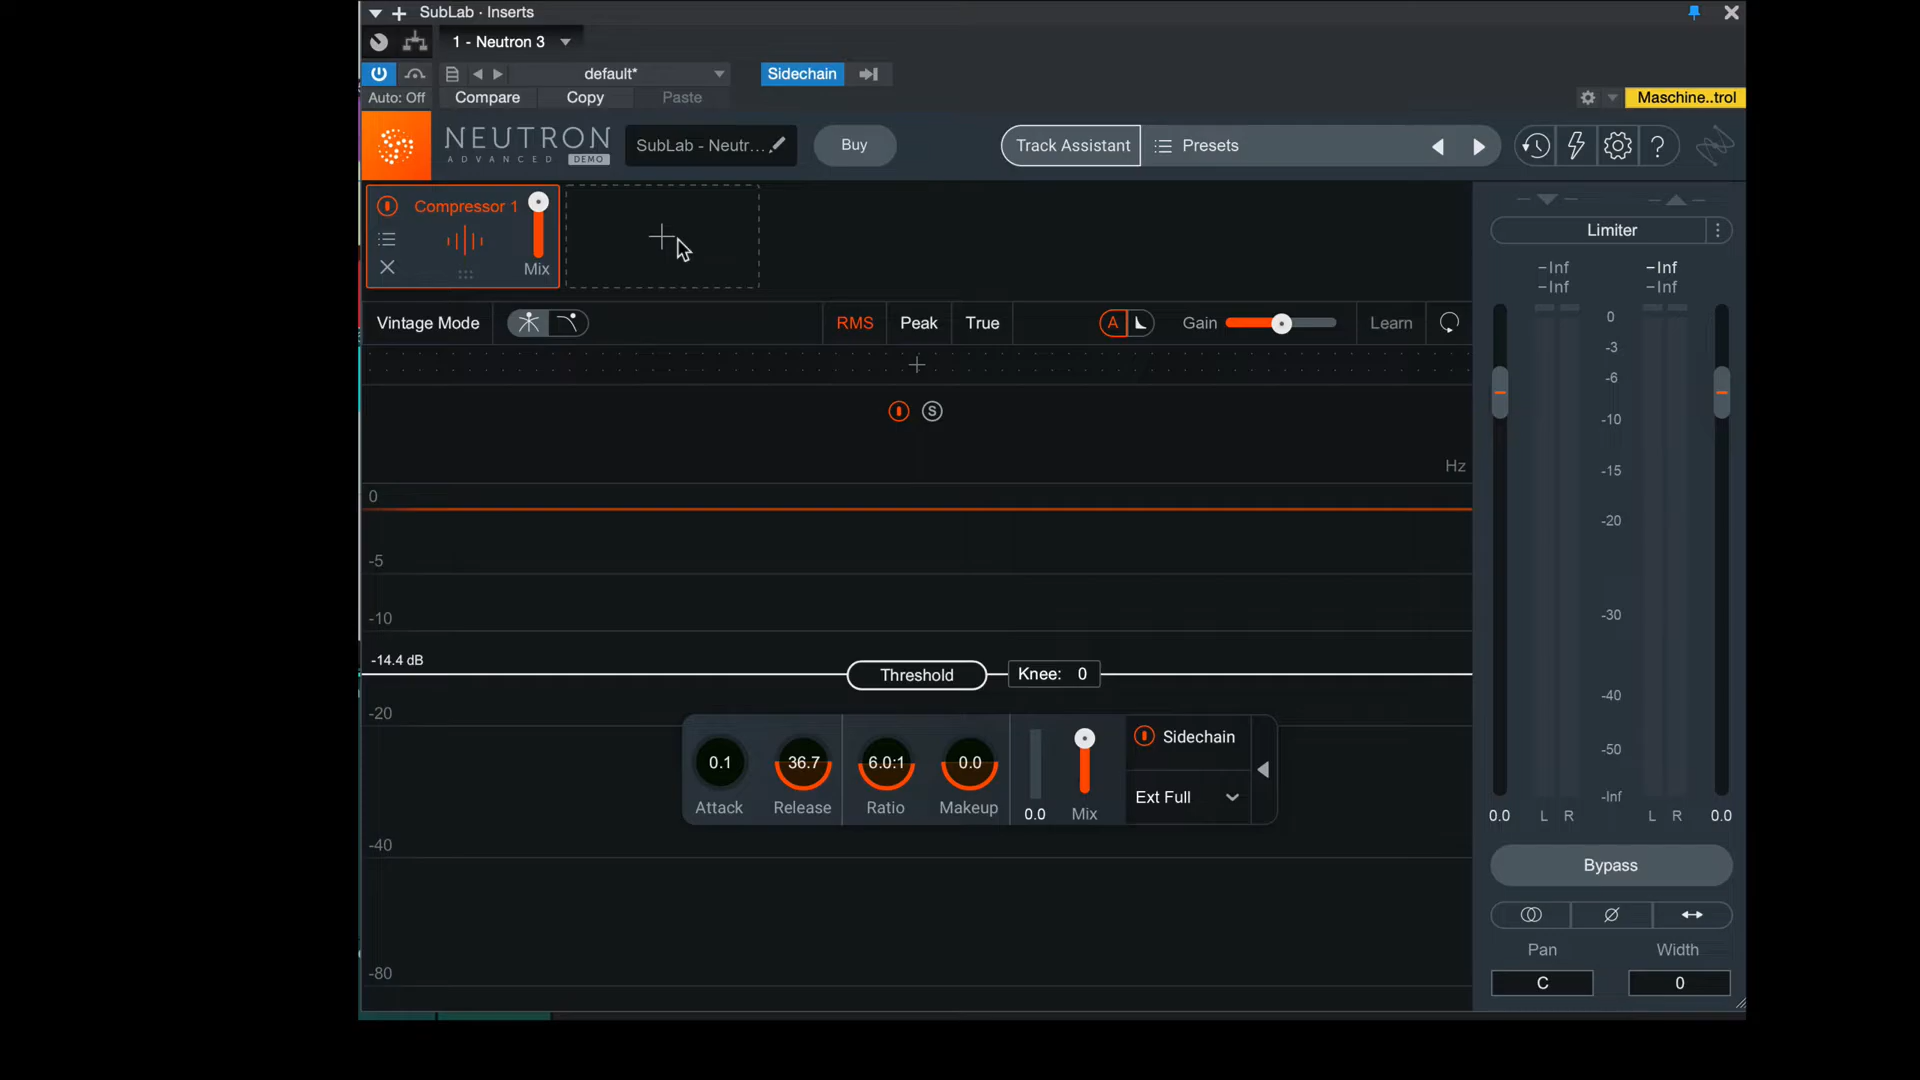 SubLab · Inserts
1 - Neutron 3
default*
Sidechain
Auto: Off
Compare
Copy
Paste
Maschine..trol
NEUTRON
ADVANCED DEMO
SubLab - Neutr...
Buy
Track Assistant
Presets
?
Compressor 1
Mix
Limiter
-Inf -Inf
-Inf -Inf
Vintage Mode
RMS
Peak
True
A
Gain
Learn
S
Hz
0
-5
-10
-14.4 dB
Threshold
Knee: 0
-20
0.1
36.7
6.0:1
0.0
Attack
Release
Ratio
Makeup
0.0
Mix
Sidechain
Ext Full
-40
-80
0
-3
-6
-10
-15
-20
-30
-40
-50
-Inf
0.0 L R L R 0.0
Bypass
Pan Width
C 0